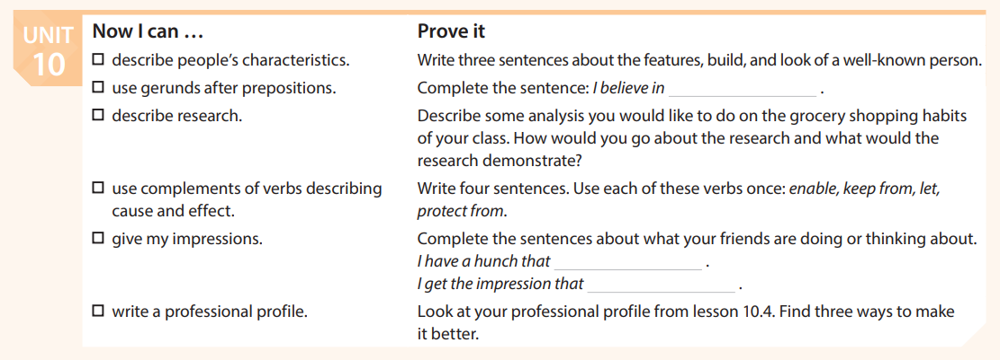 UNIT
10
Now I can …
Prove it
describe people's characteristics.
Write three sentences about the features, build, and look of a well-known person.
use gerunds after prepositions.
Complete the sentence: I believe in ____________________ .
describe research.
Describe some analysis you would like to do on the grocery shopping habits
of your class. How would you go about the research and what would the
research demonstrate?
use complements of verbs describing
cause and effect.
Write four sentences. Use each of these verbs once: enable, keep from, let,
protect from.
give my impressions.
Complete the sentences about what your friends are doing or thinking about.
I have a hunch that ____________________ .
I get the impression that ____________________ .
write a professional profile.
Look at your professional profile from lesson 10.4. Find three ways to make
it better.